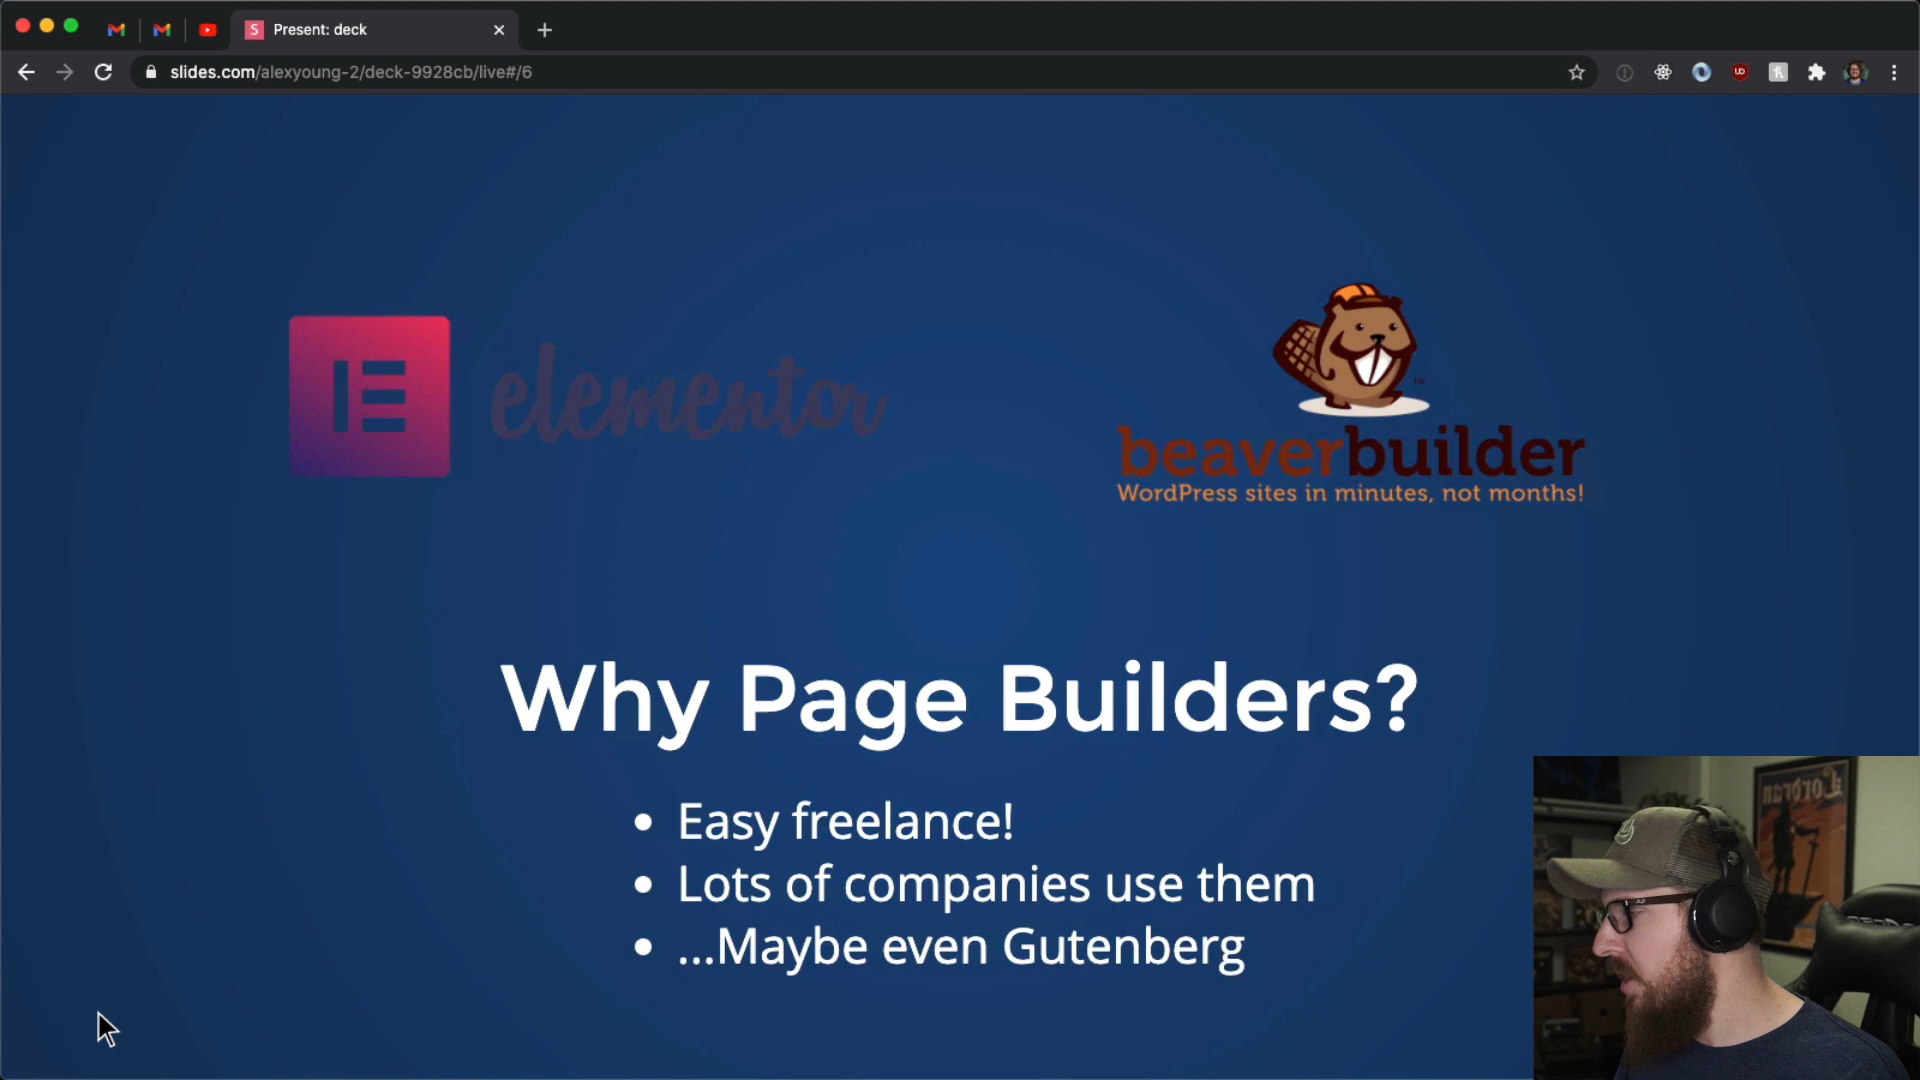 Present: deck
slides.com/alexyoung-2/deck-9928cb/live#/6
elementor
beaverbuilder
WordPress sites in minutes, not months!
Why Page Builders?
• Easy freelance!
• Lots of companies use them
• ...Maybe even Gutenberg